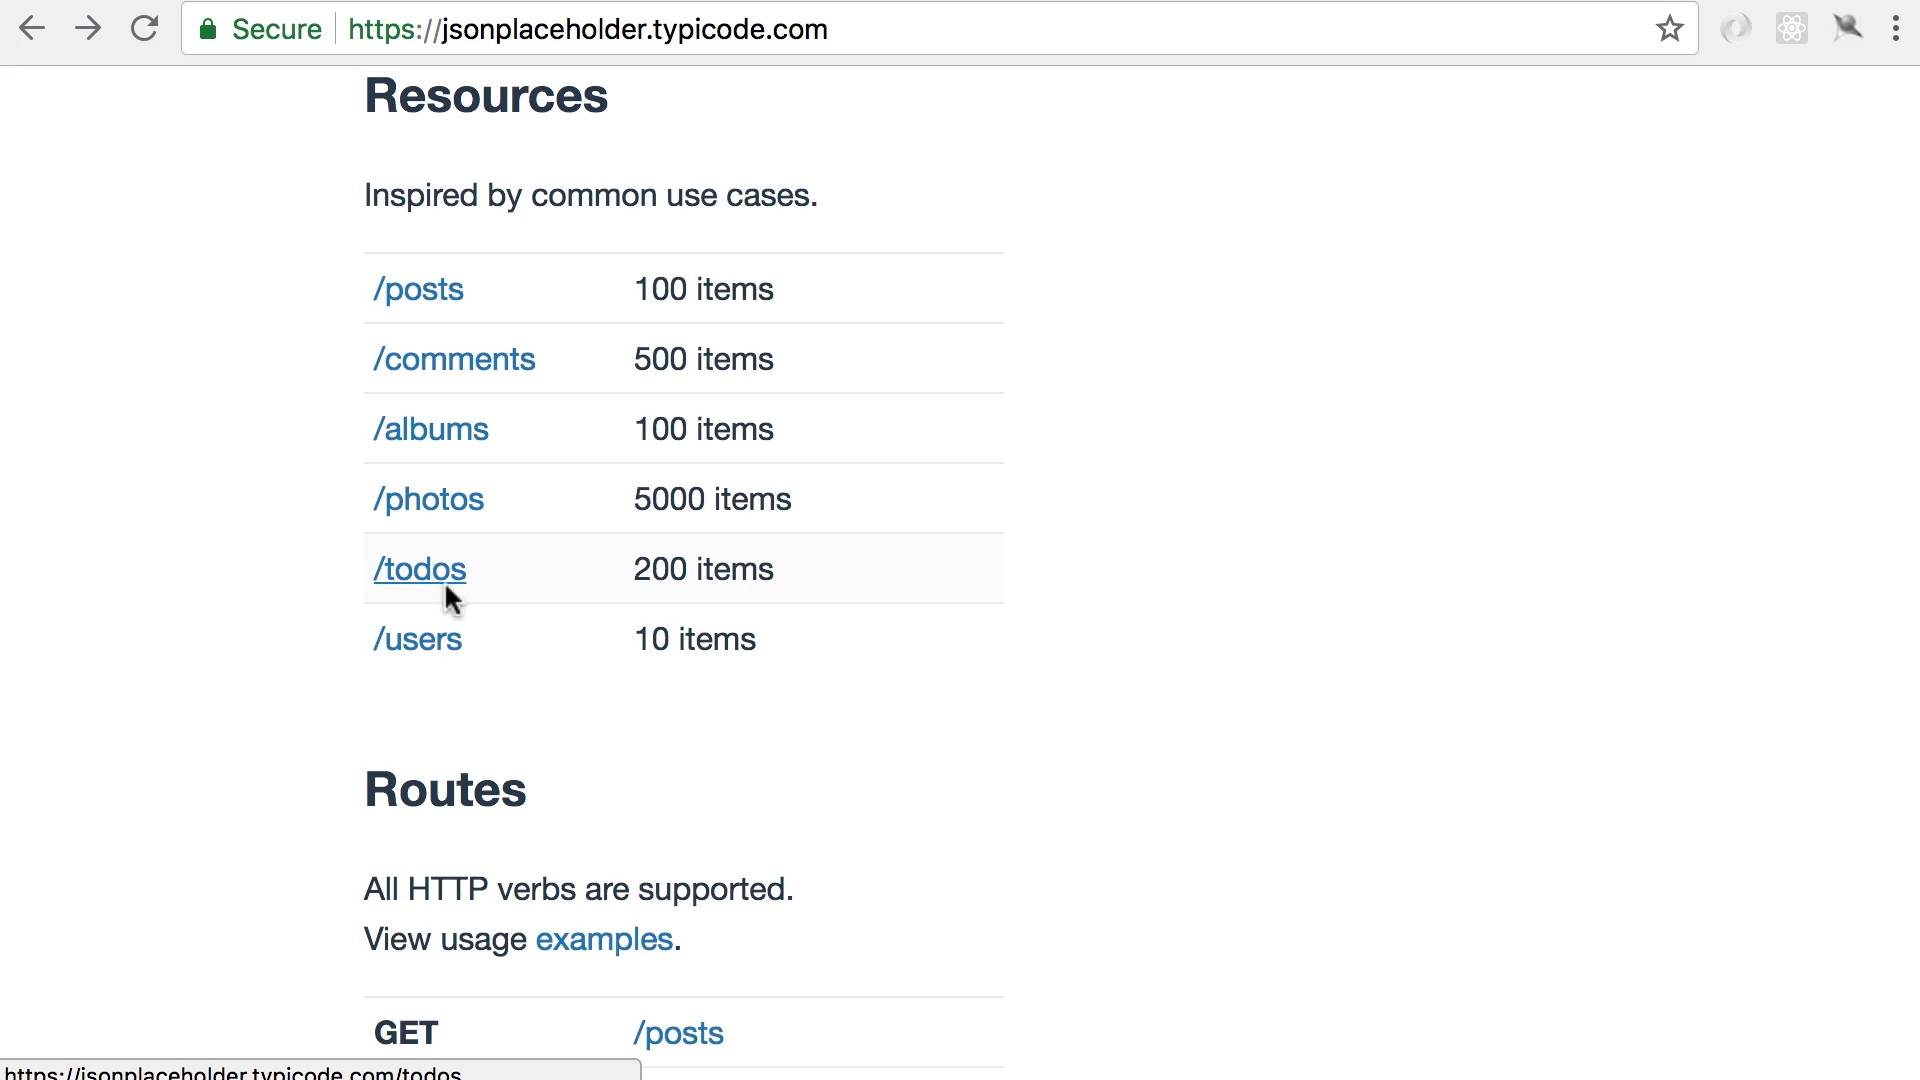 Secure https://jsonplaceholder.typicode.com
Resources
Inspired by common use cases.
/posts 100 items
/comments 500 items
/albums 100 items
/photos 5000 items
/todos 200 items
/users 10 items
Routes
All HTTP verbs are supported.
View usage examples.
GET /posts
https://jsonplaceholder.typicode.com/todos